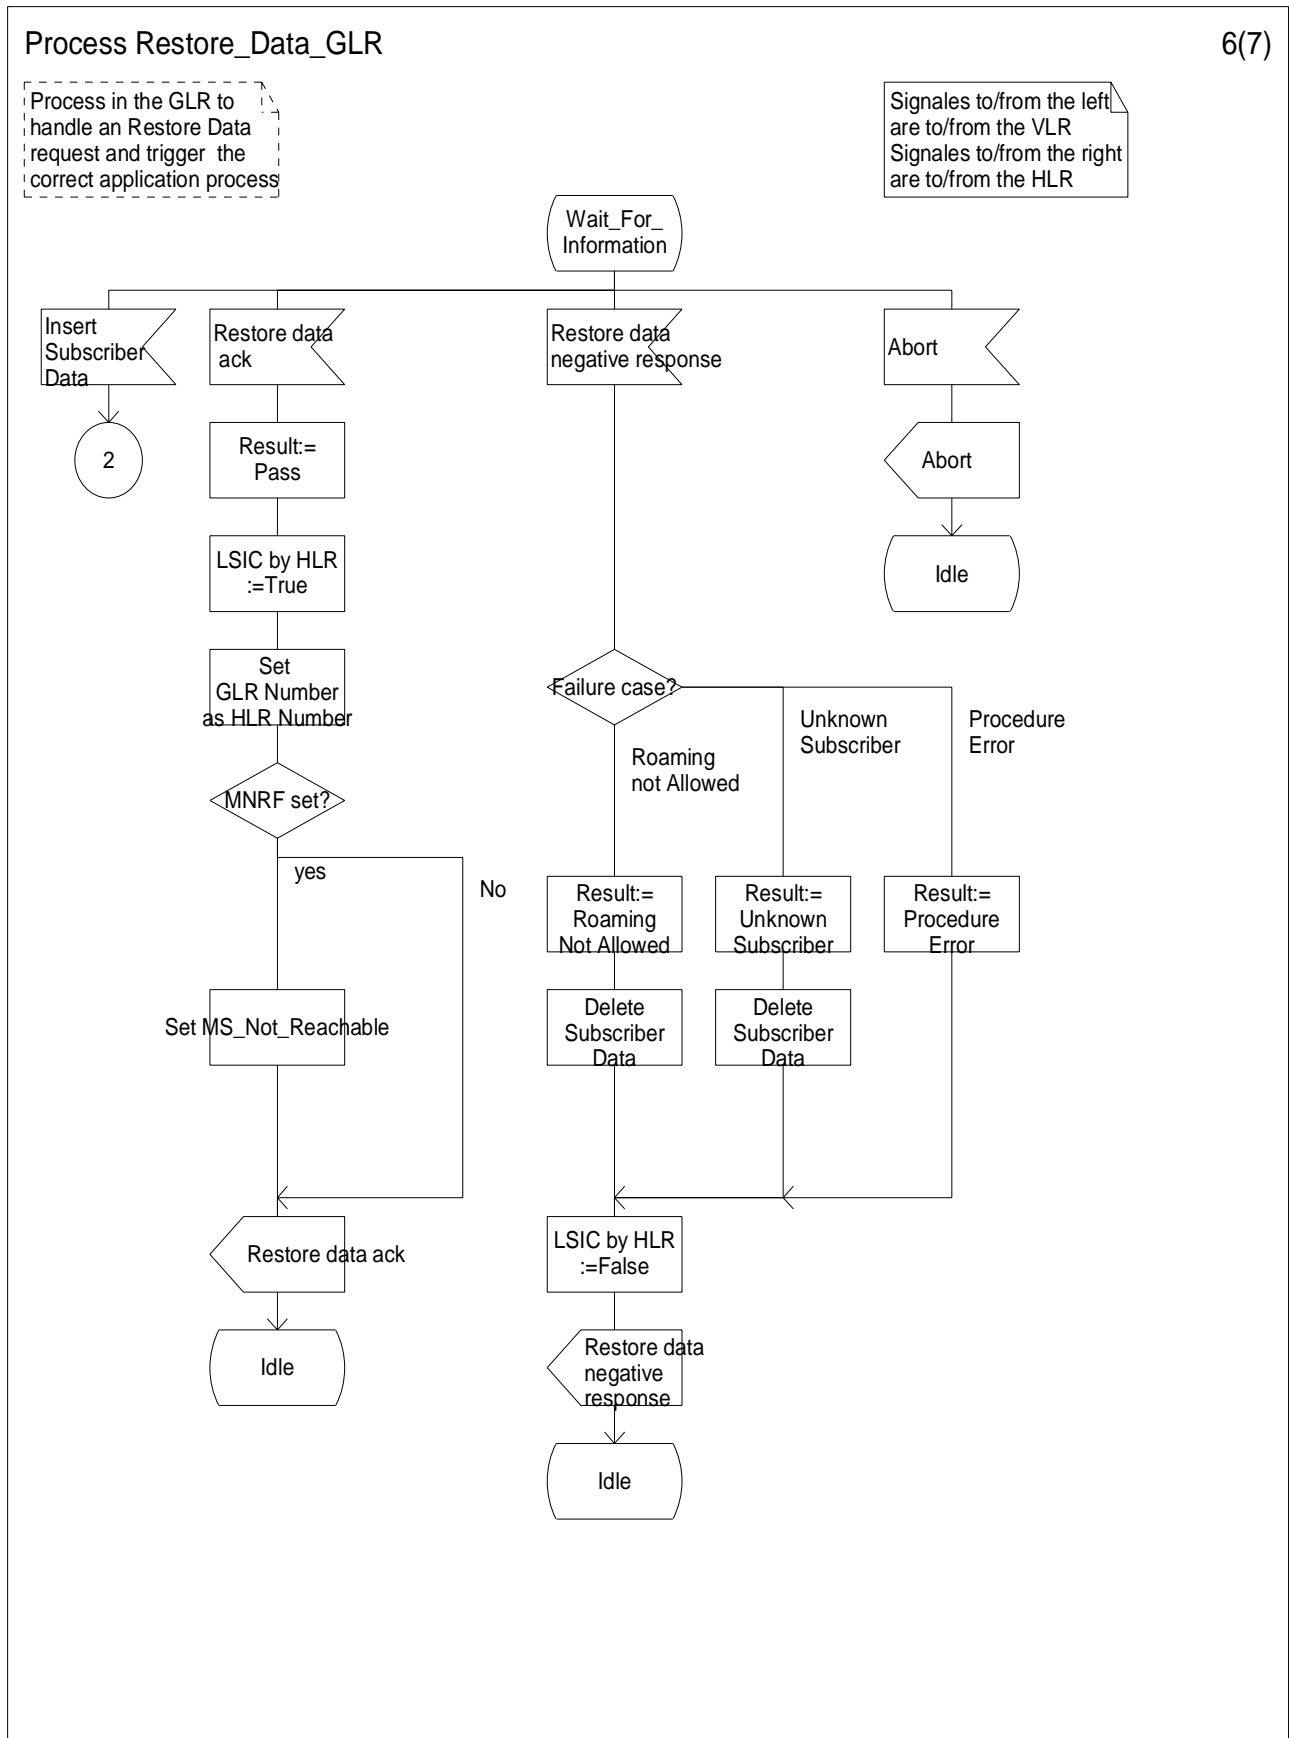 Process Restore_Data_GLR
6(7)
Process in the GLR to
handle an Restore Data
request and trigger the
correct application process
Signales to/from the left
are to/from the VLR
Signales to/from the right
are to/from the HLR
Wait_For_
Information
Insert
Subscriber
Data
Restore data
ack
Restore data
negative response
Abort
2
Result:=
Pass
Abort
LSIC by HLR
:=True
Idle
Set
GLR Number
as HLR Number
Failure case?
Unknown
Subscriber
Procedure
Error
Roaming
not Allowed
MNRF set?
yes
No
Result:=
Roaming
Not Allowed
Result:=
Unknown
Subscriber
Result:=
Procedure
Error
Set MS_Not_Reachable
Delete
Subscriber
Data
Delete
Subscriber
Data
Restore data ack
LSIC by HLR
:=False
Idle
Restore data
negative
response
Idle